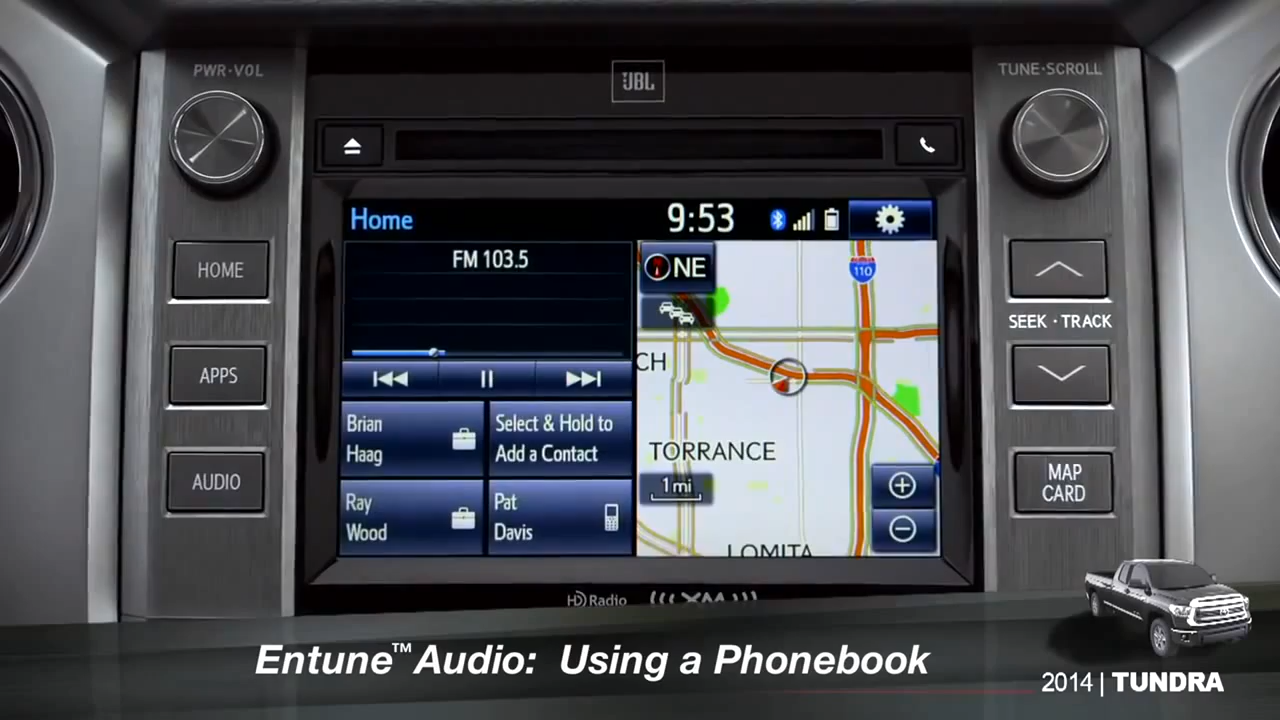 PWR·VOL
JBL
TUNE·SCROLL
Home
9:53
FM 103.5
NE
110
HOME
SEEK · TRACK
CH
APPS
Brian
Haag
Select & Hold to
Add a Contact
TORRANCE
AUDIO
MAP
CARD
1 mi
Ray
Wood
Pat
Davis
LOMITA
HD Radio
((( XM )))
Entune™ Audio: Using a Phonebook
2014 | TUNDRA